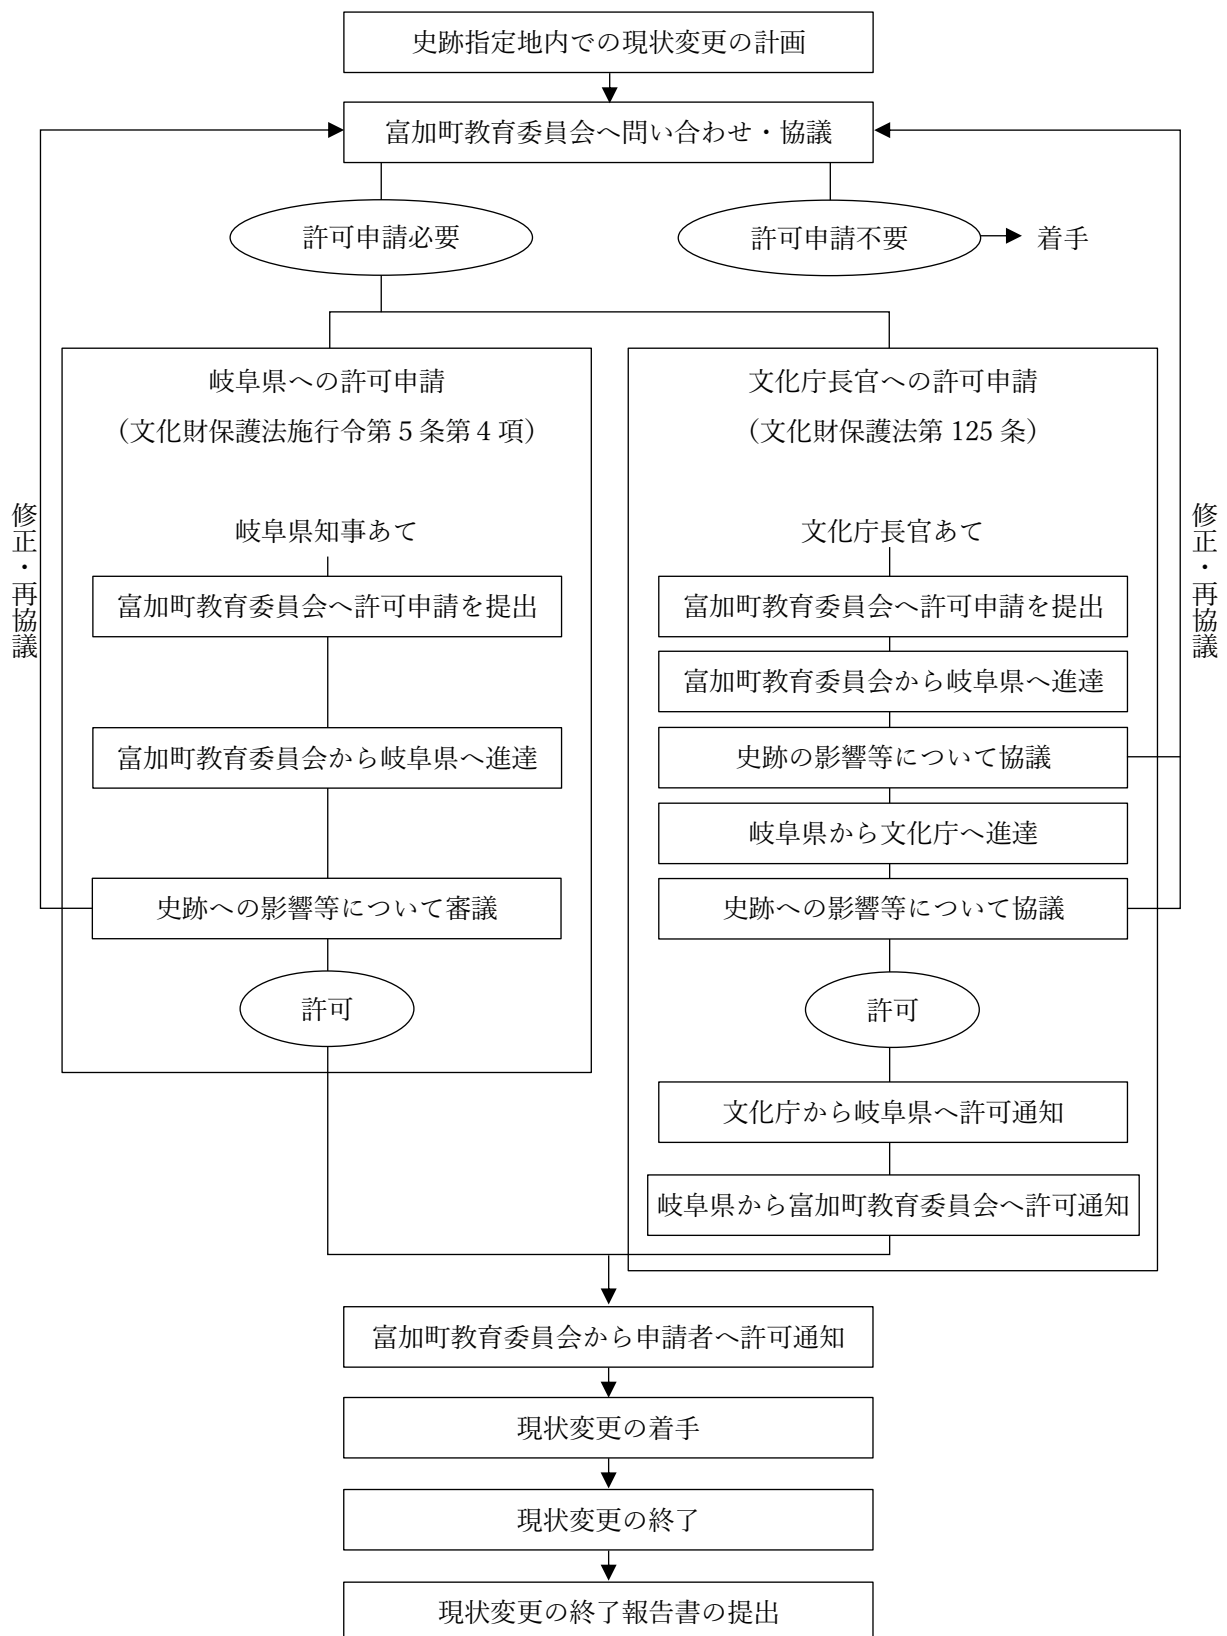 史跡指定地内での現状変更の計画
富加町教育委員会へ問い合わせ・協議
許可申請必要
許可申請不要
着手
岐阜県への許可申請
(文化財保護法施行令第5条第4項)
岐阜県知事あて
富加町教育委員会へ許可申請を提出
富加町教育委員会から岐阜県へ進達
史跡への影響等について審議
許可
修正・再協議
文化庁長官への許可申請
(文化財保護法第 125 条)
文化庁長官あて
富加町教育委員会へ許可申請を提出
富加町教育委員会から岐阜県へ進達
史跡の影響等について協議
岐阜県から文化庁へ進達
史跡への影響等について協議
許可
文化庁から岐阜県へ許可通知
岐阜県から富加町教育委員会へ許可通知
修正・再協議
富加町教育委員会から申請者へ許可通知
現状変更の着手
現状変更の終了
現状変更の終了報告書の提出